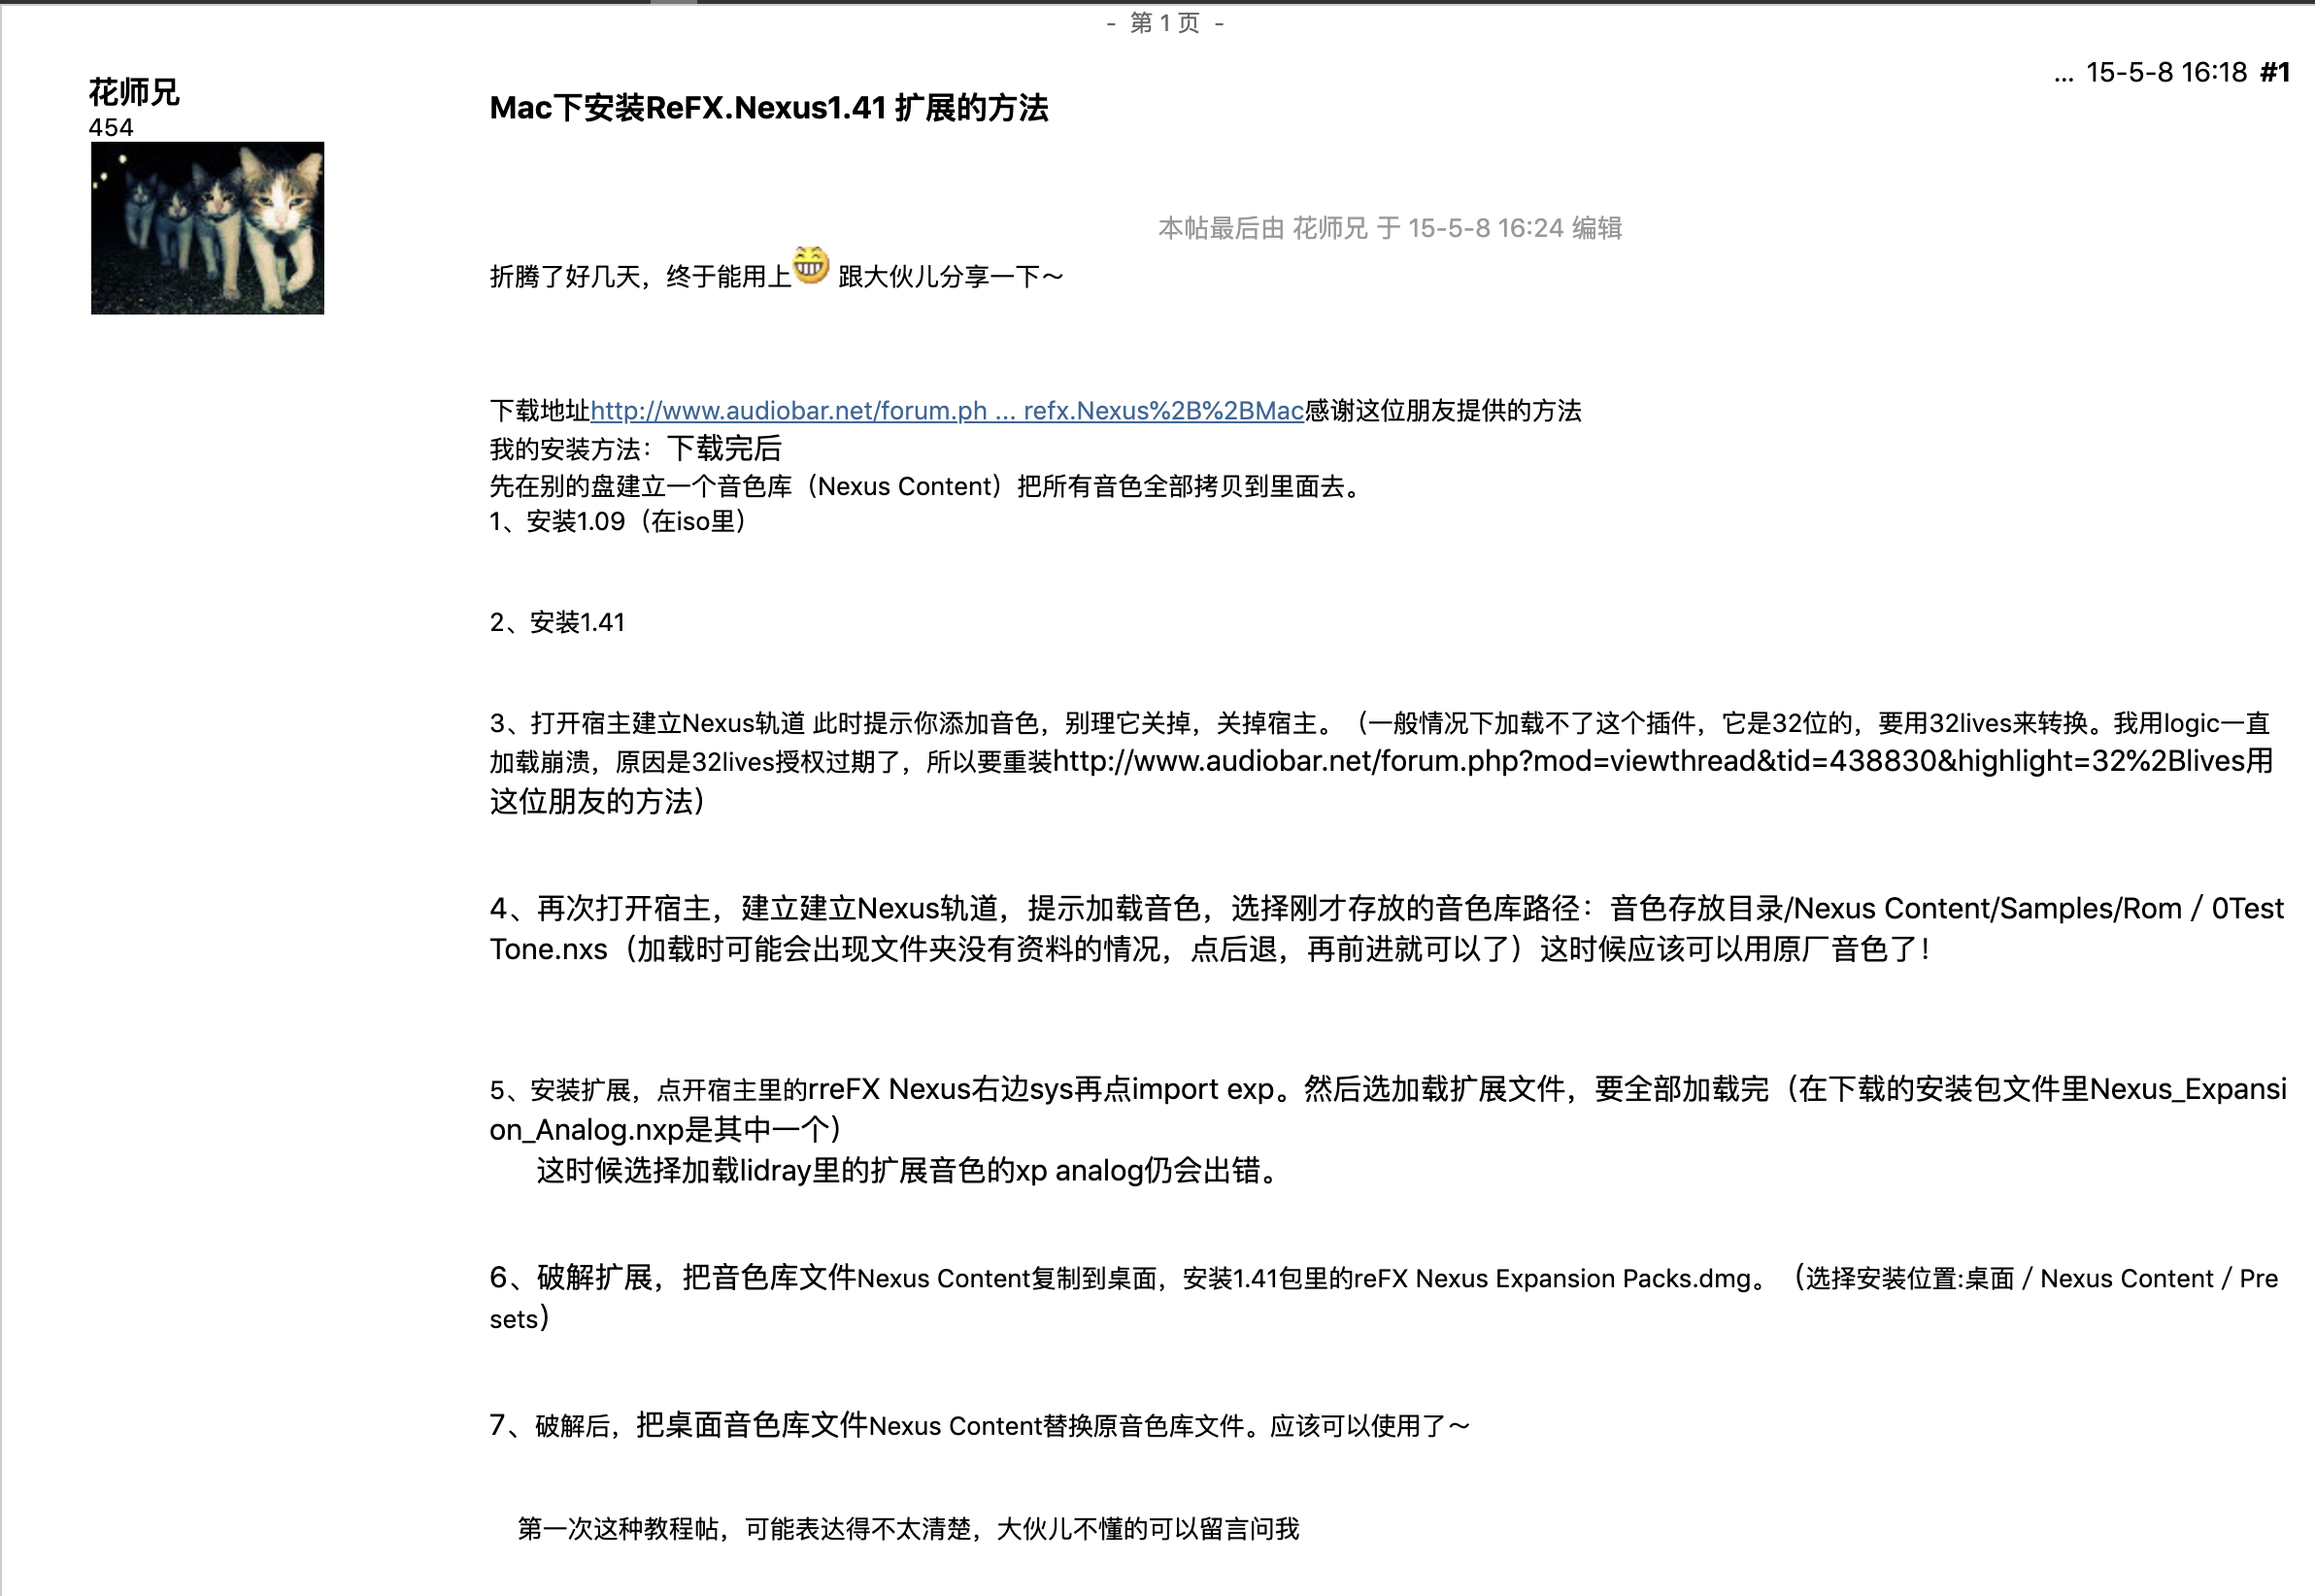 - 第 1 页 -
... 15-5-8 16:18 #1
花师兄
454
Mac下安装ReFX.Nexus1.41 扩展的方法
本帖最后由 花师兄 于 15-5-8 16:24 编辑
折腾了好几天，终于能用上 跟大伙儿分享一下～
下载地址http://www.audiobar.net/forum.ph ... refx.Nexus%2B%2BMac感谢这位朋友提供的方法
我的安装方法：下载完后
先在别的盘建立一个音色库（Nexus Content）把所有音色全部拷贝到里面去。
1、安装1.09（在iso里）
2、安装1.41
3、打开宿主建立Nexus轨道 此时提示你添加音色，别理它关掉，关掉宿主。（一般情况下加载不了这个插件，它是32位的，要用32lives来转换。我用logic一直
加载崩溃，原因是32lives授权过期了，所以要重装http://www.audiobar.net/forum.php?mod=viewthread&tid=438830&highlight=32%2Blives用
这位朋友的方法）
4、再次打开宿主，建立建立Nexus轨道，提示加载音色，选择刚才存放的音色库路径：音色存放目录/Nexus Content/Samples/Rom / 0Test
Tone.nxs（加载时可能会出现文件夹没有资料的情况，点后退，再前进就可以了）这时候应该可以用原厂音色了！
5、安装扩展，点开宿主里的rreFX Nexus右边sys再点import exp。然后选加载扩展文件，要全部加载完（在下载的安装包文件里Nexus_Expansi
on_Analog.nxp是其中一个）
这时候选择加载lidray里的扩展音色的xp analog仍会出错。
6、破解扩展，把音色库文件Nexus Content复制到桌面，安装1.41包里的reFX Nexus Expansion Packs.dmg。（选择安装位置:桌面 / Nexus Content / Pre
sets）
7、破解后，把桌面音色库文件Nexus Content替换原音色库文件。应该可以使用了～
第一次这种教程帖，可能表达得不太清楚，大伙儿不懂的可以留言问我